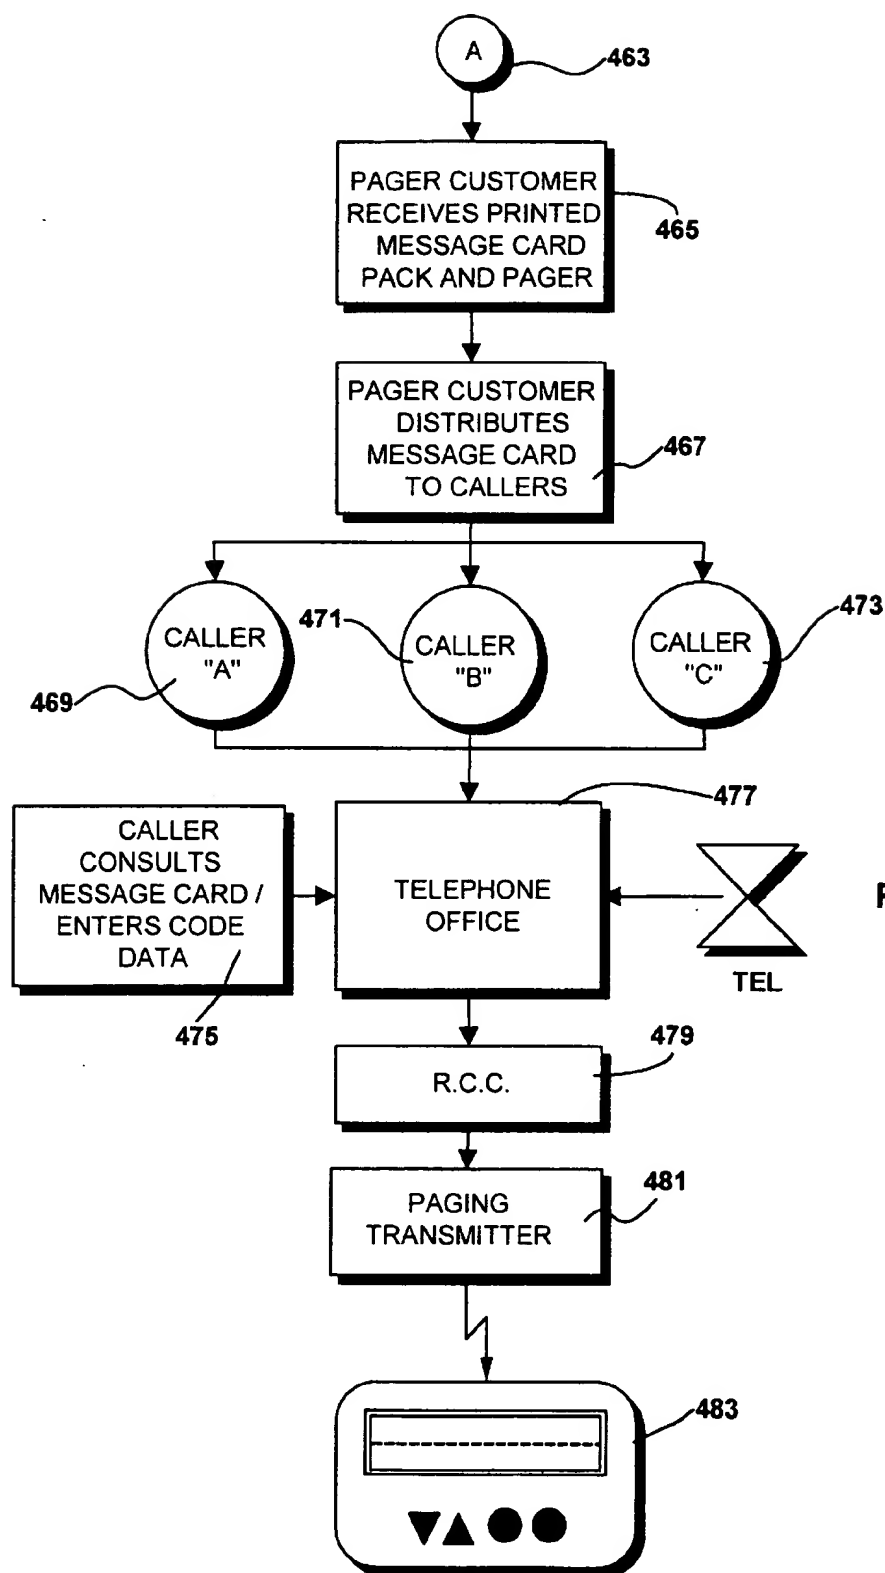 A
463
PAGER CUSTOMER
RECEIVES PRINTED
MESSAGE CARD
PACK AND PAGER
465
PAGER CUSTOMER
DISTRIBUTES
MESSAGE CARD
TO CALLERS
467
CALLER
"A"
469
471
CALLER
"B"
473
CALLER
"C"
477
CALLER
CONSULTS
MESSAGE CARD /
ENTERS CODE
DATA
475
TELEPHONE
OFFICE
TEL
479
R.C.C.
481
PAGING
TRANSMITTER
483